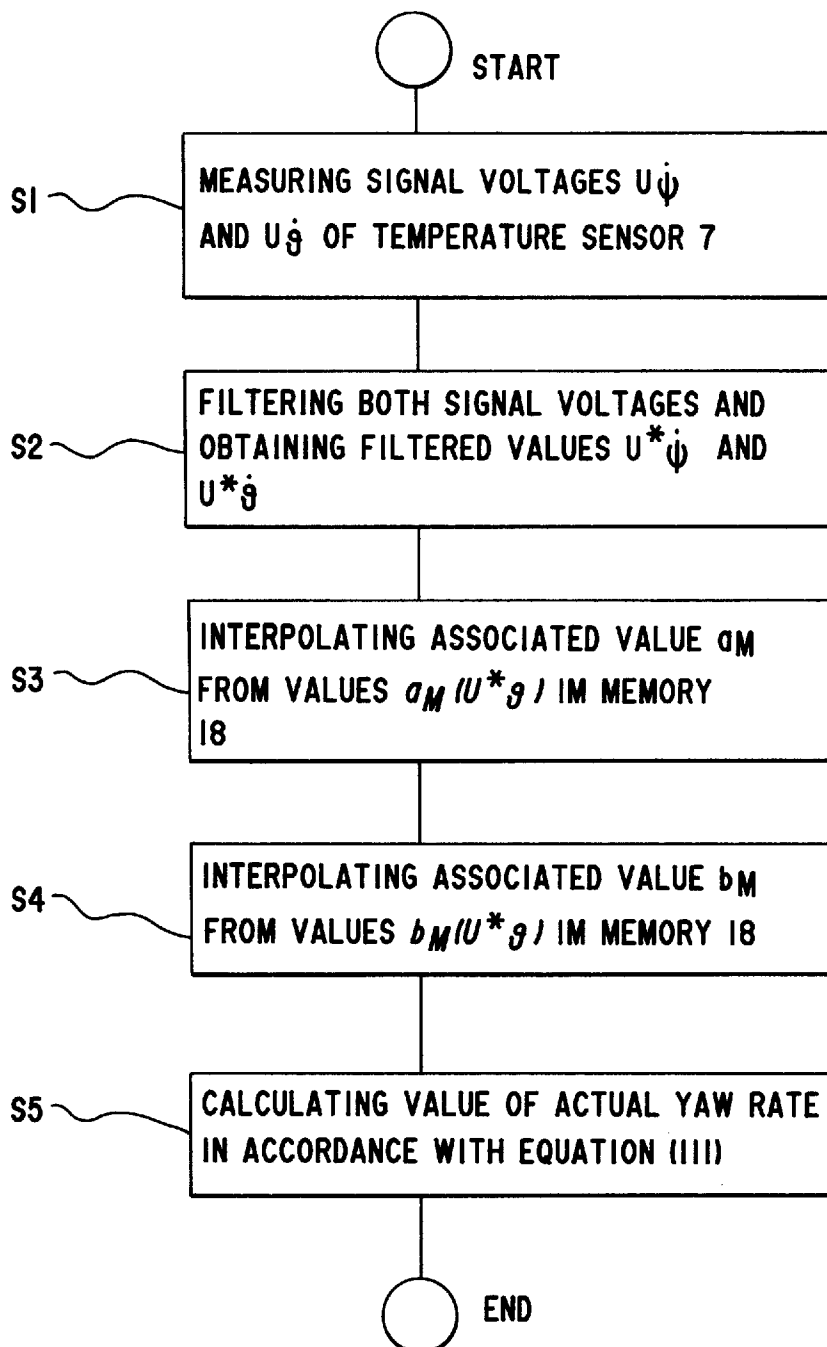 START
S1
MEASURING SIGNAL VOLTAGES Uψ̇
AND Uϑ̇ OF TEMPERATURE SENSOR 7
S2
FILTERING BOTH SIGNAL VOLTAGES AND
OBTAINING FILTERED VALUES U*ψ̇ AND
U*ϑ̇
S3
INTERPOLATING ASSOCIATED VALUE aM
FROM VALUES aM (U*ϑ) IM MEMORY
18
S4
INTERPOLATING ASSOCIATED VALUE bM
FROM VALUES bM(U*ϑ) IM MEMORY 18
S5
CALCULATING VALUE OF ACTUAL YAW RATE
IN ACCORDANCE WITH EQUATION (III)
END